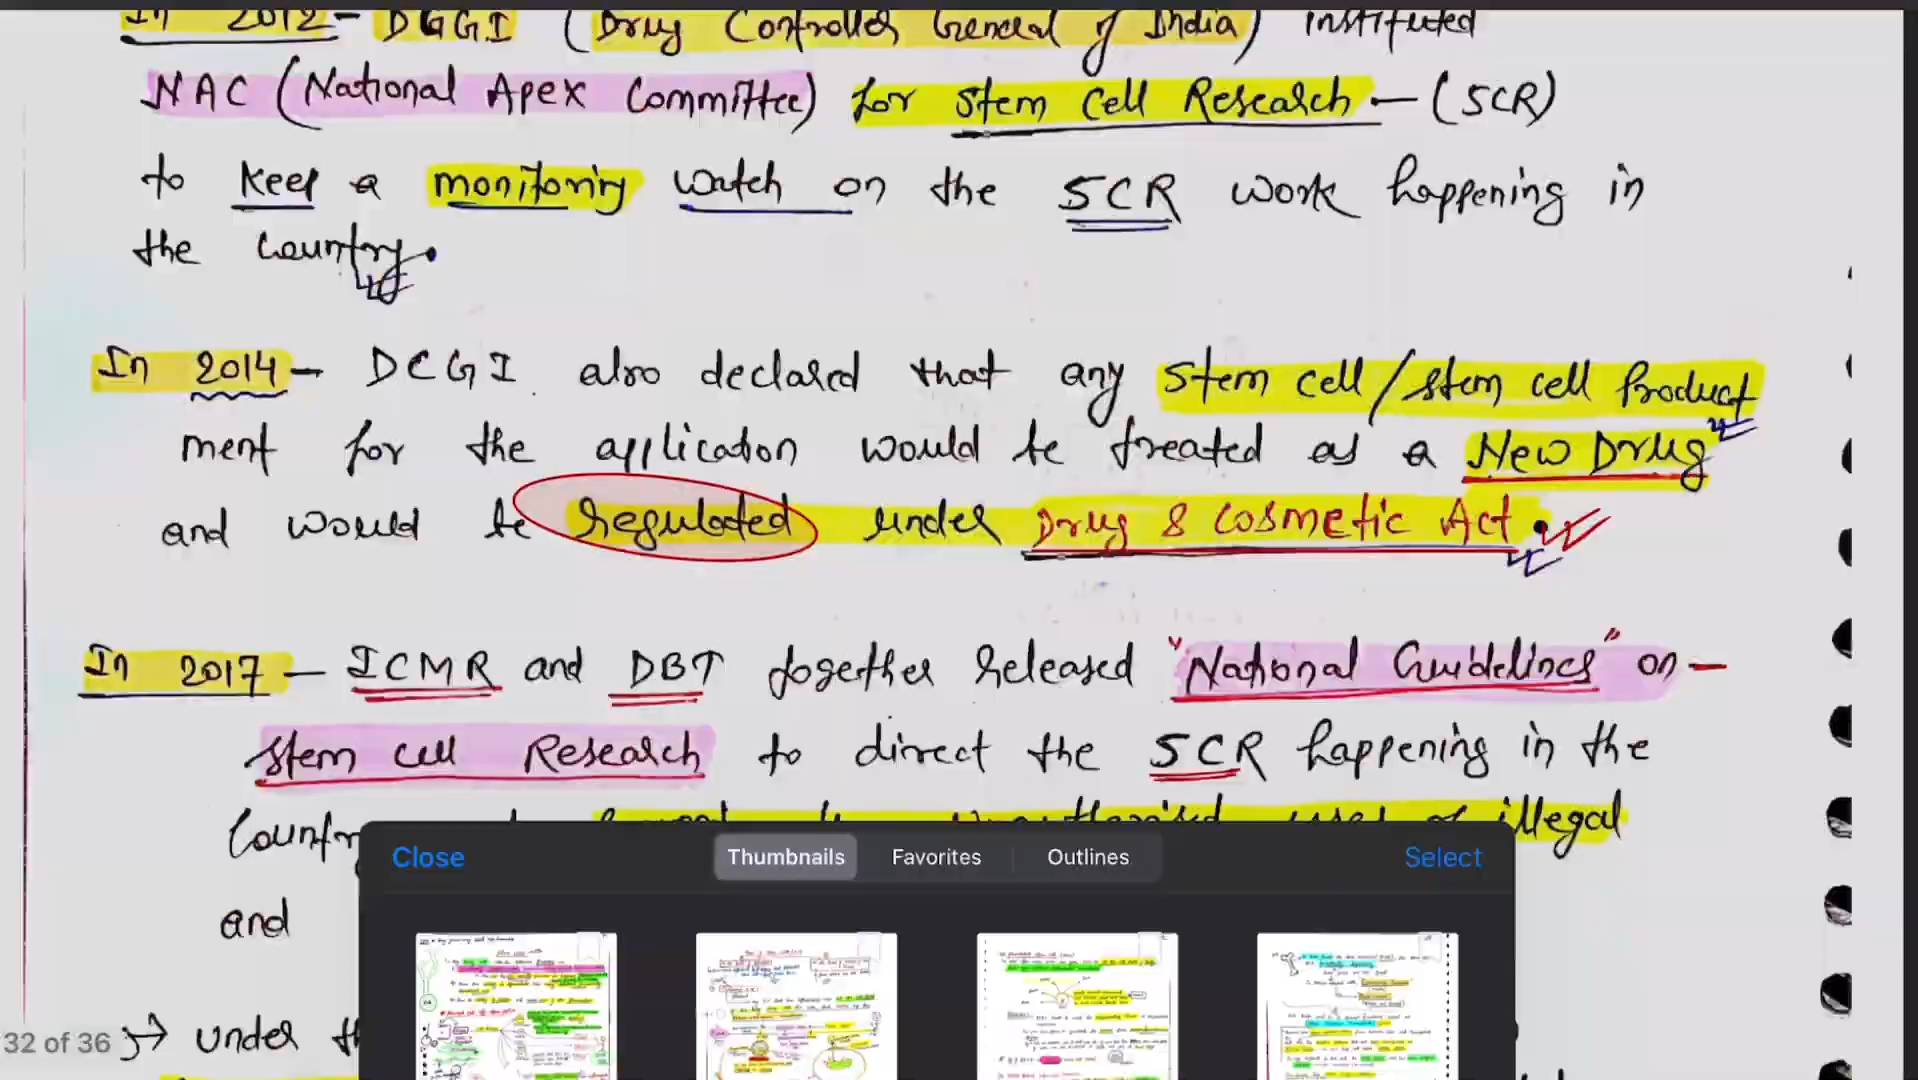 In 2012- DGGI (Drug Controller General of India) instituted
NAC (National Apex Committee) for Stem Cell Research - (SCR)
to keep a monitoring watch on the SCR work happening in
the country.
In 2014- DCGI also declared that any stem cell/stem cell Product
ment for the application would be treated as a New Drug
and would be regulated under Drug & Cosmetic Act.
In 2017 - ICMR and DBT together released "National Guidelines" on -
stem cell Research to direct the SCR happening in the
illegal
Close Thumbnails Favorites Outlines Select
and
32 of 36 → under